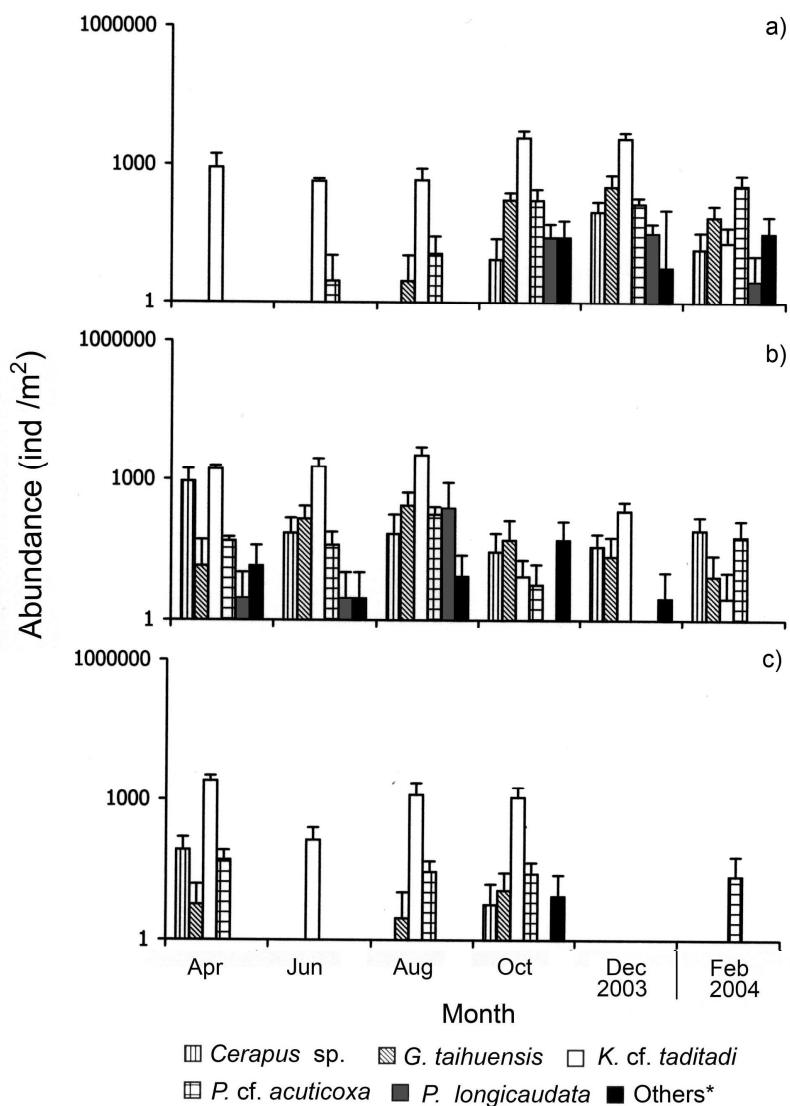 a)
1000000
1000
1
b)
1000000
1000
1
c)
1000000
1000
1
Abundance (ind /m²)
Apr Jun Aug Oct Dec Feb
2003 2004
Month
Cerapus sp. G. taihuensis K. cf. taditadi
P. cf. acuticoxa P. longicaudata Others*